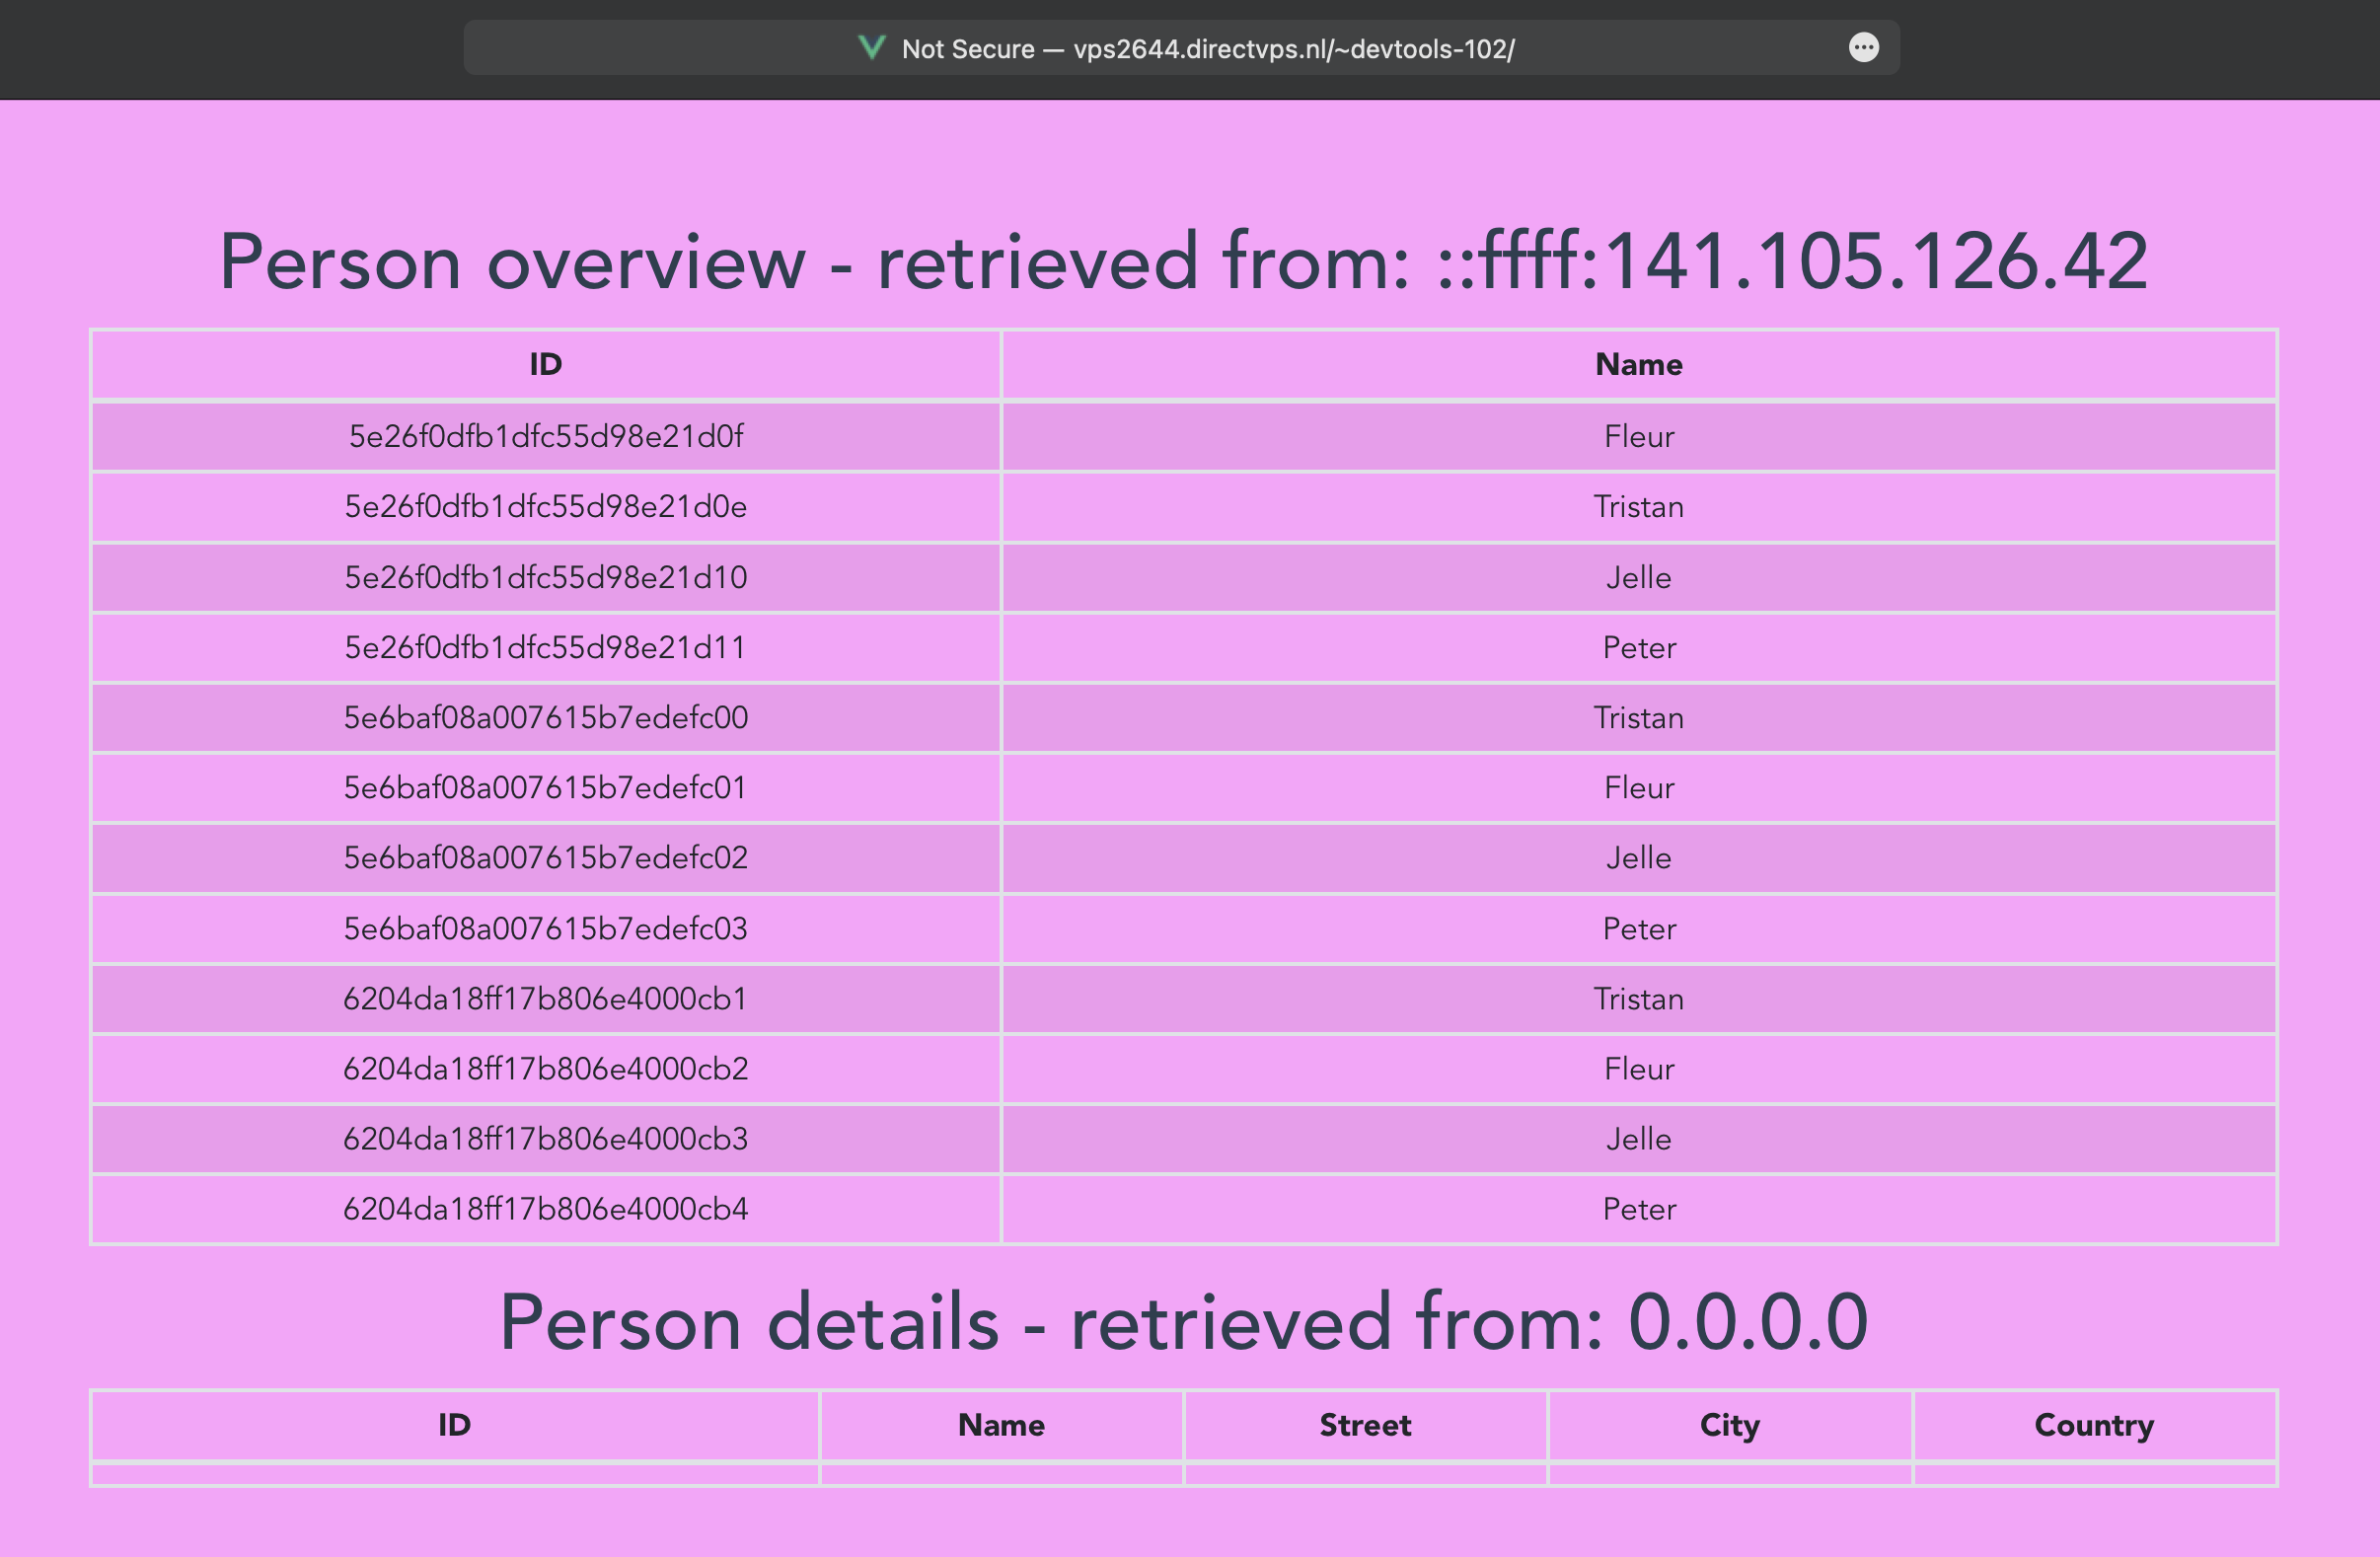 Not Secure — vps2644.directvps.nl/~devtools-102/
Person overview - retrieved from: ::ffff:141.105.126.42
ID Name
5e26f0dfb1dfc55d98e21d0f Fleur
5e26f0dfb1dfc55d98e21d0e Tristan
5e26f0dfb1dfc55d98e21d10 Jelle
5e26f0dfb1dfc55d98e21d11 Peter
5e6baf08a007615b7edefc00 Tristan
5e6baf08a007615b7edefc01 Fleur
5e6baf08a007615b7edefc02 Jelle
5e6baf08a007615b7edefc03 Peter
6204da18ff17b806e4000cb1 Tristan
6204da18ff17b806e4000cb2 Fleur
6204da18ff17b806e4000cb3 Jelle
6204da18ff17b806e4000cb4 Peter
Person details - retrieved from: 0.0.0.0
ID Name Street City Country